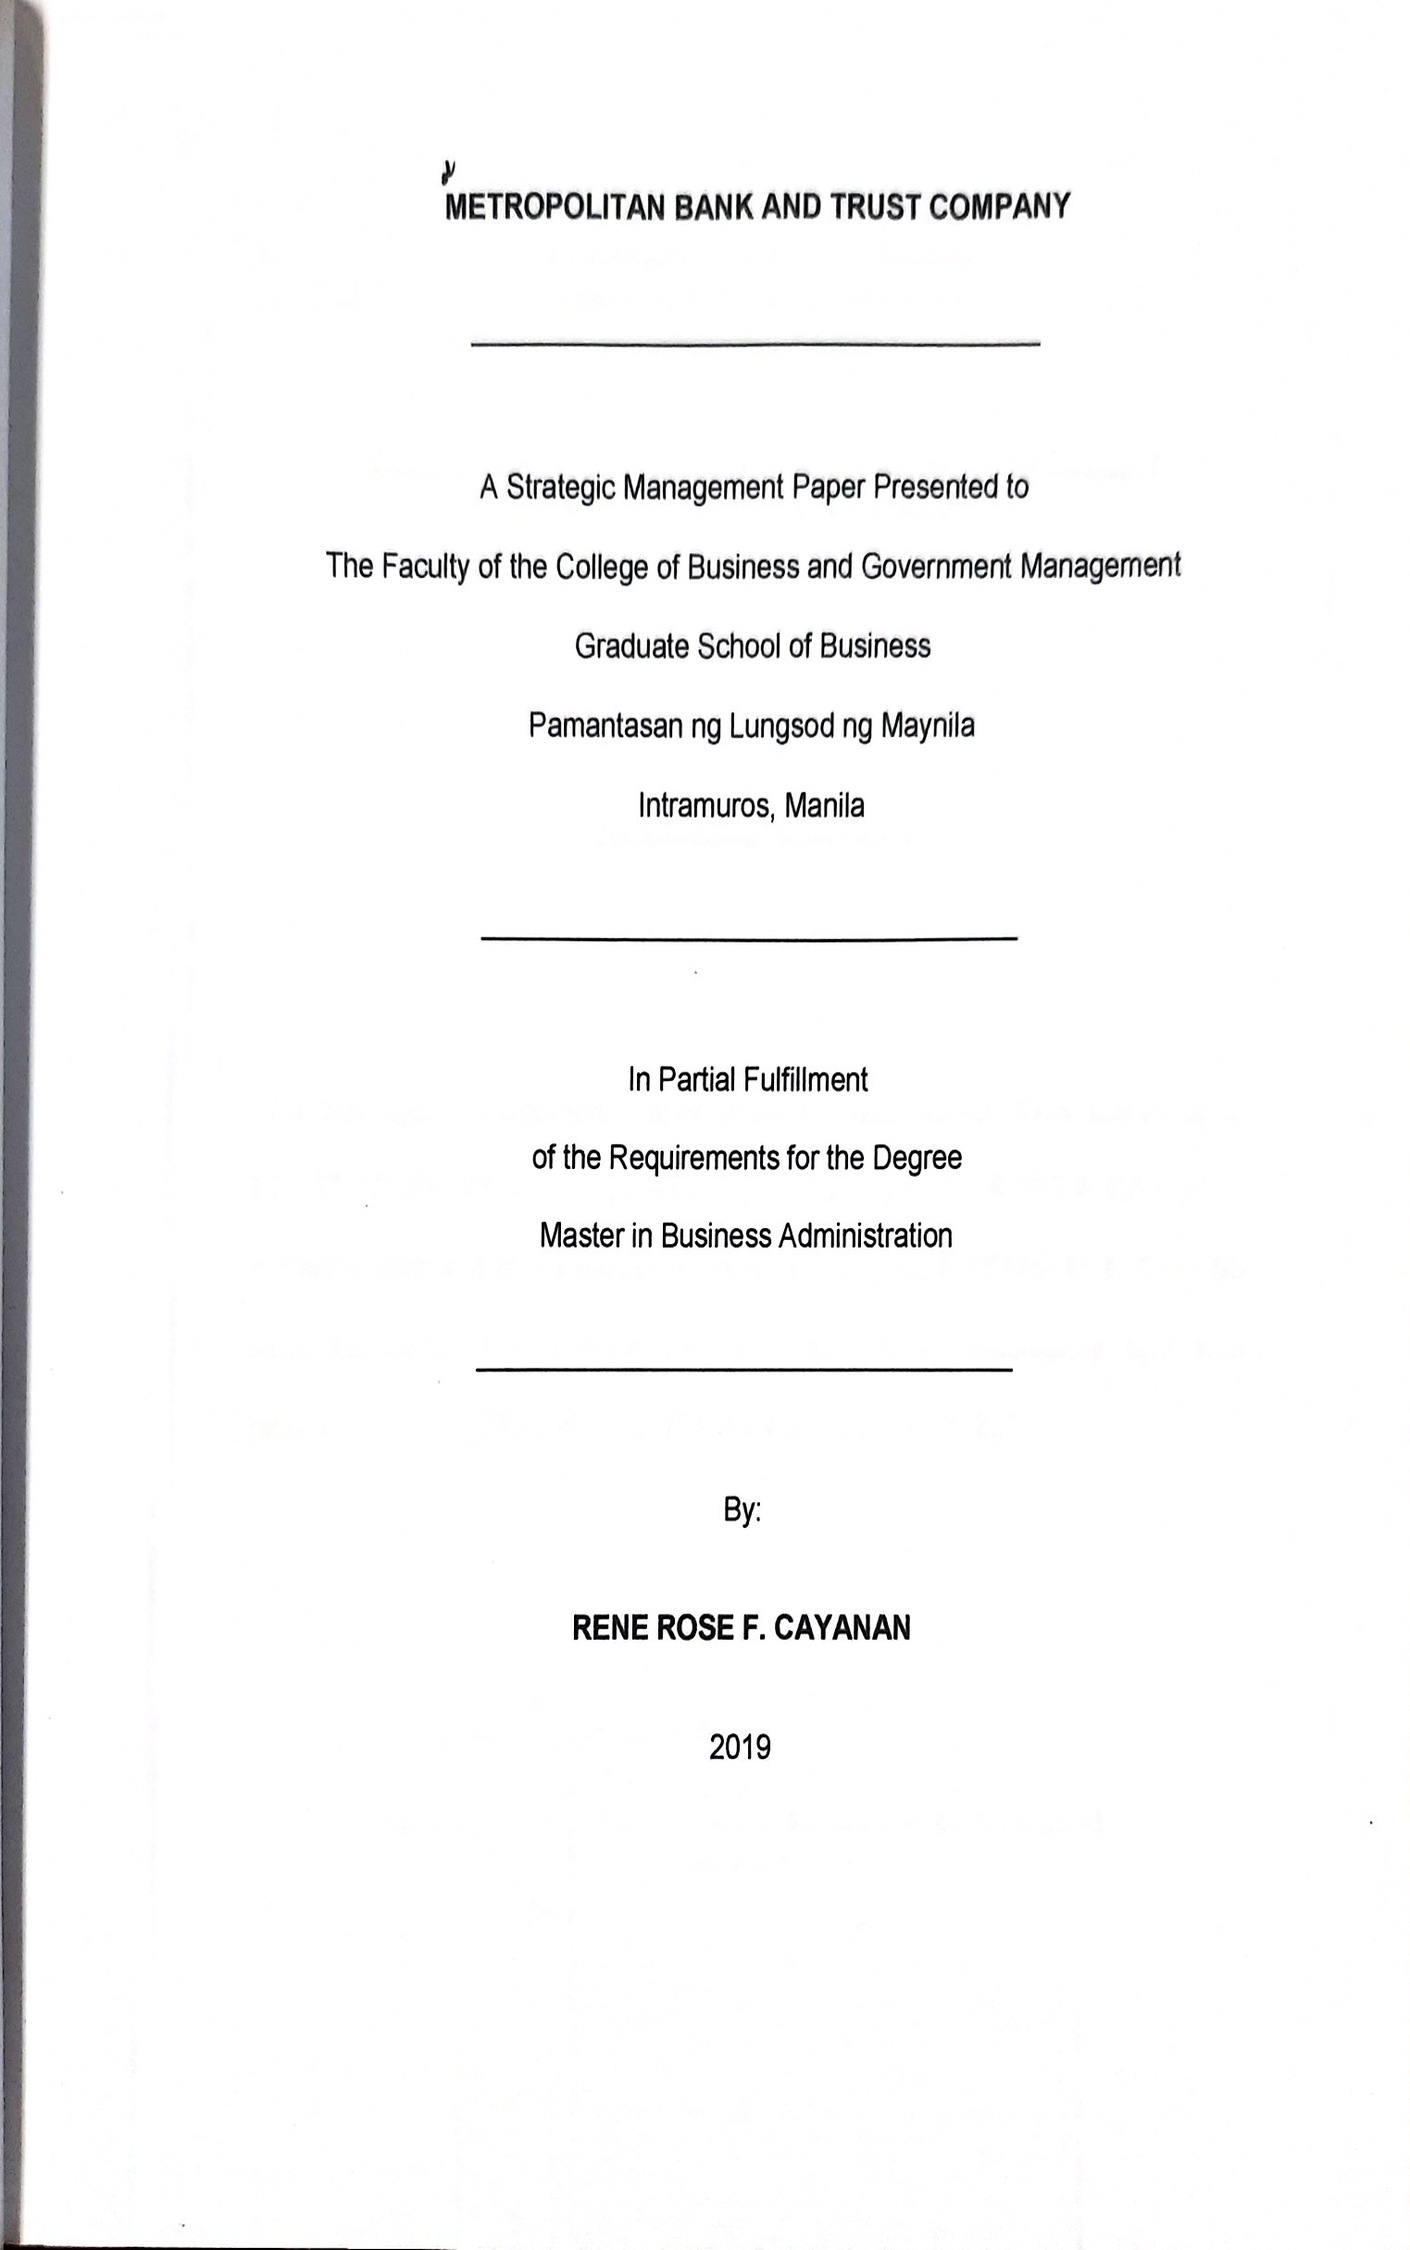 METROPOLITAN BANK AND TRUST COMPANY
A Strategic Management Paper Presented to
The Faculty of the College of Business and Government Management
Graduate School of Business
Pamantasan ng Lungsod ng Maynila
Intramuros, Manila
In Partial Fulfillment
of the Requirements for the Degree
Master in Business Administration
By:
RENE ROSE F. CAYANAN
2019